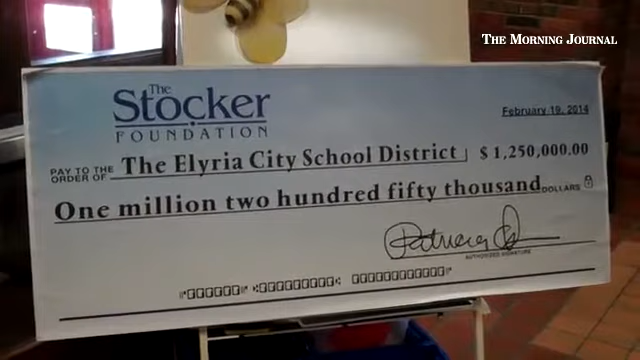 THE MORNING JOURNAL
The
Stocker
FOUNDATION
February 19, 2014
PAY TO THE
ORDER OF The Elyria City School District $ 1,250,000.00
One million two hundred fifty thousand DOLLARS
AUTHORIZED SIGNATURE